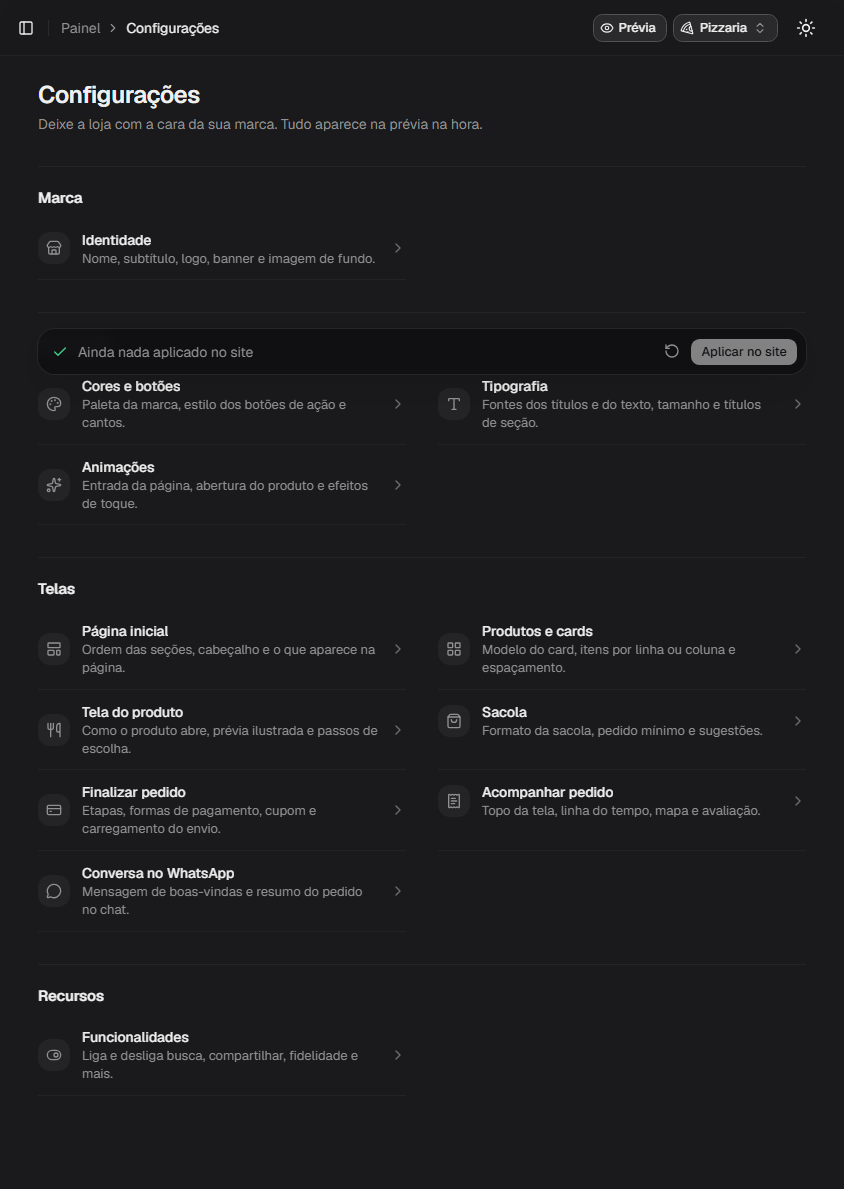 Painel > Configurações
Prévia
Pizzaria
Configurações
Deixe a loja com a cara da sua marca. Tudo aparece na prévia na hora.
Marca
Identidade
Nome, subtítulo, logo, banner e imagem de fundo.
Ainda nada aplicado no site
Aplicar no site
Cores e botões
Paleta da marca, estilo dos botões de ação e
cantos.
Tipografia
Fontes dos títulos e do texto, tamanho e títulos
de seção.
Animações
Entrada da página, abertura do produto e efeitos
de toque.
Telas
Página inicial
Ordem das seções, cabeçalho e o que aparece na
página.
Produtos e cards
Modelo do card, itens por linha ou coluna e
espaçamento.
Tela do produto
Como o produto abre, prévia ilustrada e passos de
escolha.
Sacola
Formato da sacola, pedido mínimo e sugestões.
Finalizar pedido
Etapas, formas de pagamento, cupom e
carregamento do envio.
Acompanhar pedido
Topo da tela, linha do tempo, mapa e avaliação.
Conversa no WhatsApp
Mensagem de boas-vindas e resumo do pedido
no chat.
Recursos
Funcionalidades
Liga e desliga busca, compartilhar, fidelidade e
mais.